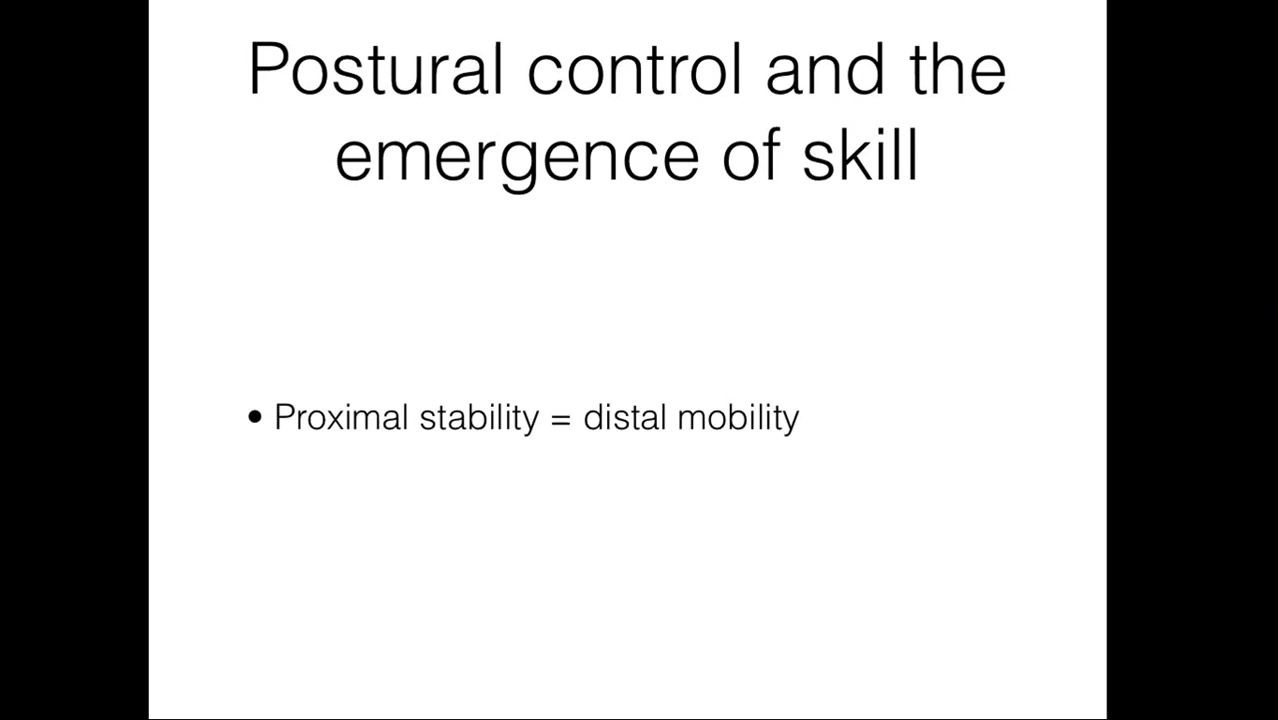 Postural control and the
emergence of skill
• Proximal stability = distal mobility